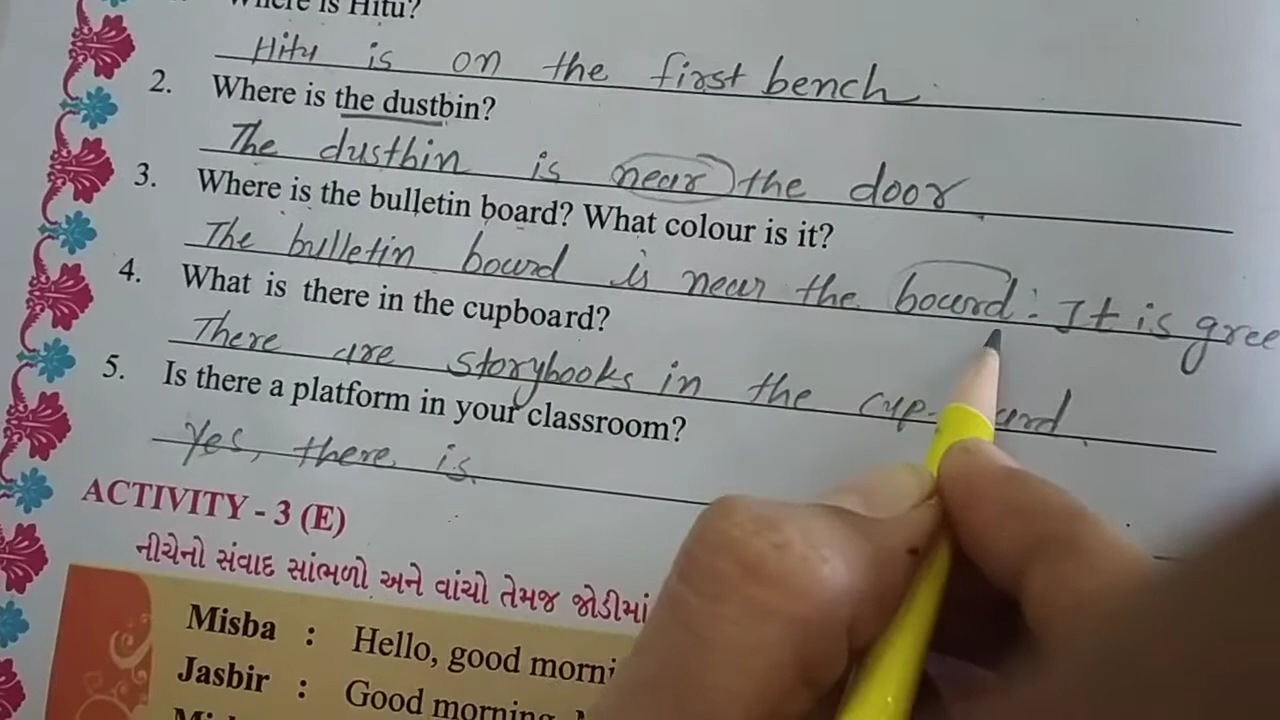 Where is Hitu?
Hitu is on the first bench.
2. Where is the dustbin?
The dustbin is near the door.
3. Where is the bulletin board? What colour is it?
The bulletin board is near the board. It is gree
4. What is there in the cupboard?
There are storybooks in the
5. Is there a platform in your classroom?
Yes, there is.
ACTIVITY - 3 (E)
નીચેનો સંવાદ સાંભળો અને વાંચો તેમજ જોડીમાં
Misba : Hello, good morni
Jasbir : Good morning,